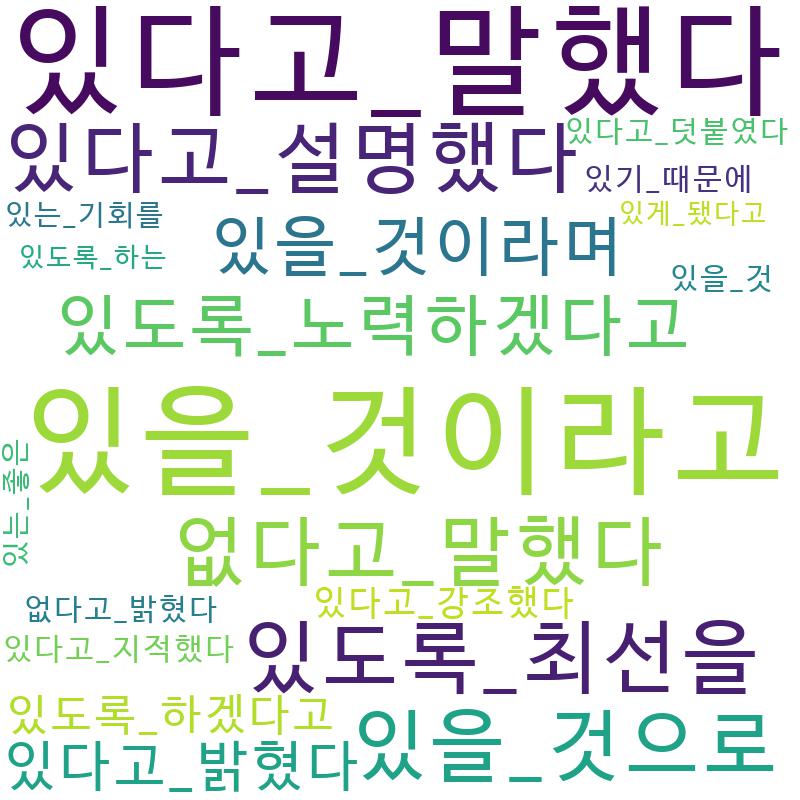 있다고_말했다
있다고_설명했다
있다고_덧붙였다
있기_때문에
있는_기회를
있을_것이라며
있게_됐다고
있도록_하는
있을_것
있도록_노력하겠다고
있을_것이라고
있는_좋은
없다고_말했다
없다고_밝혔다
있다고_강조했다
있다고_지적했다
있도록_최선을
있도록_하겠다고
있다고_밝혔다
있을_것으로